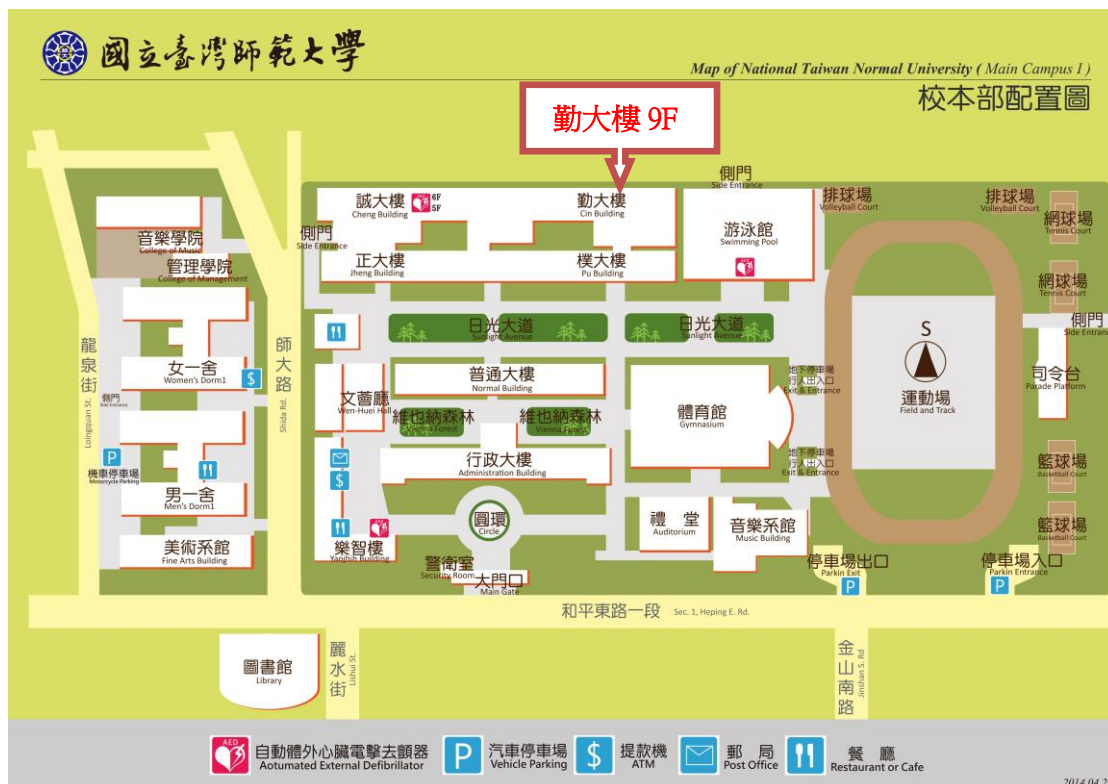 國立臺灣師範大學
Map of National Taiwan Normal University ( Main Campus I )
校本部配置圖
勤大樓 9F
側門
Side Entrance
誠大樓
Cheng Building
AED
6F
5F
勤大樓
Cin Building
游泳館
Swimming Pool
AED
排球場
Volleyball Court
排球場
Volleyball Court
網球場
Tennis Court
音樂學院
College of Music
管理學院
College of Management
側門
Side Entrance
正大樓
Jheng Building
樸大樓
Pu Building
網球場
Tennis Court
側門
Side Entrance
日光大道
Sunlight Avenue
日光大道
Sunlight Avenue
龍泉街
Loingquan St.
師大路
Shida Rd.
女一舍
Women's Dorm1
$
側門
Side Entrance
文薈廳
Wen-Huei Hall
普通大樓
Normal Building
維也納森林
Vienna Forest
維也納森林
Vienna Forest
體育館
Gymnasium
地下停車場
行人出入口
Exit & Entrance
地下停車場
行人出入口
Exit & Entrance
S
運動場
Field and Track
司令台
Parade Platform
P
機車停車場
Motorcycle Parking
男一舍
Men's Dorm1
美術系館
Fine Arts Building
$
行政大樓
Administration Building
圓環
Circle
AED
樂智樓
Yaojhih Building
警衛室
Security Room
大門口
Main Gate
禮堂
Auditorium
音樂系館
Music Building
籃球場
Basketball Court
籃球場
Basketball Court
停車場出口
Parkin Exit
P
停車場入口
Parkin Entrance
P
和平東路一段 Sec. 1, Heping E. Rd.
圖書館
Library
麗水街
Lishui St.
金山南路
Jinshan S. Rd
AED
自動體外心臟電擊去顫器
Aotumated External Defibrillator
P
汽車停車場
Vehicle Parking
$
提款機
ATM
郵局
Post Office
餐廳
Restaurant or Cafe